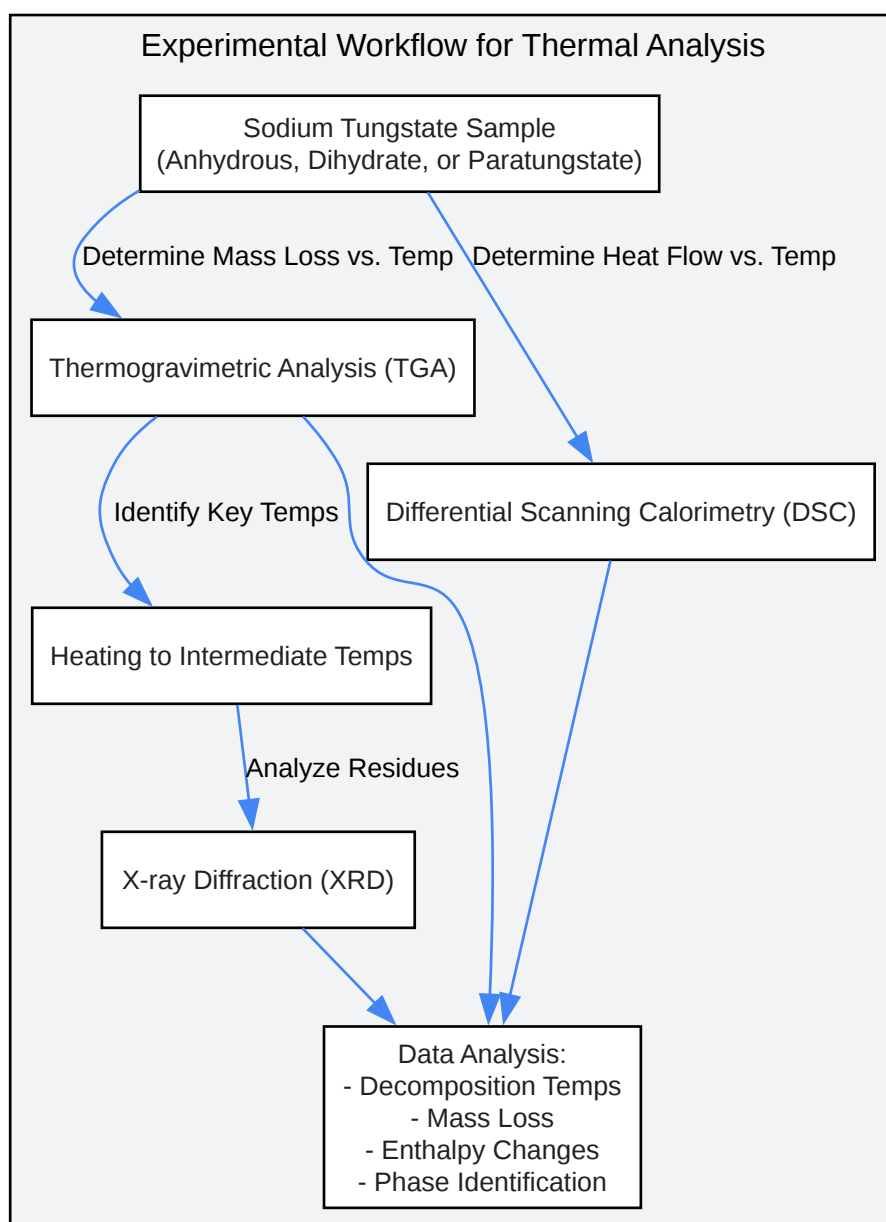 Experimental Workflow for Thermal Analysis
Sodium Tungstate Sample
(Anhydrous, Dihydrate, or Paratungstate)
Determine Mass Loss vs. Temp
Determine Heat Flow vs. Temp
Thermogravimetric Analysis (TGA)
Differential Scanning Calorimetry (DSC)
Identify Key Temps
Heating to Intermediate Temps
Analyze Residues
X-ray Diffraction (XRD)
Data Analysis:
- Decomposition Temps
- Mass Loss
- Enthalpy Changes
- Phase Identification